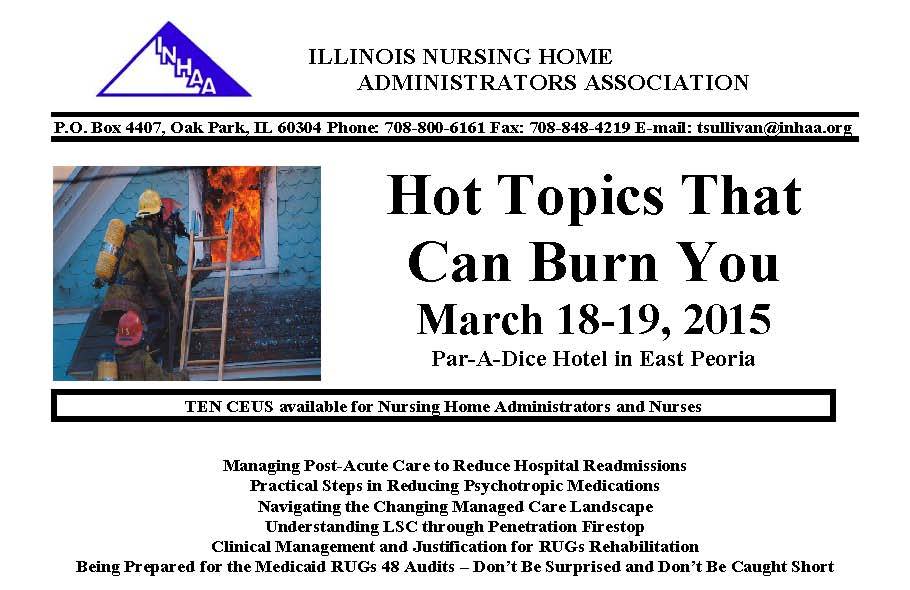 INHAA
ILLINOIS NURSING HOME
ADMINISTRATORS ASSOCIATION
P.O. Box 4407, Oak Park, IL 60304 Phone: 708-800-6161 Fax: 708-848-4219 E-mail: tsullivan@inhaa.org
Hot Topics That
Can Burn You
March 18-19, 2015
Par-A-Dice Hotel in East Peoria
TEN CEUS available for Nursing Home Administrators and Nurses
Managing Post-Acute Care to Reduce Hospital Readmissions
Practical Steps in Reducing Psychotropic Medications
Navigating the Changing Managed Care Landscape
Understanding LSC through Penetration Firestop
Clinical Management and Justification for RUGs Rehabilitation
Being Prepared for the Medicaid RUGs 48 Audits – Don’t Be Surprised and Don’t Be Caught Short